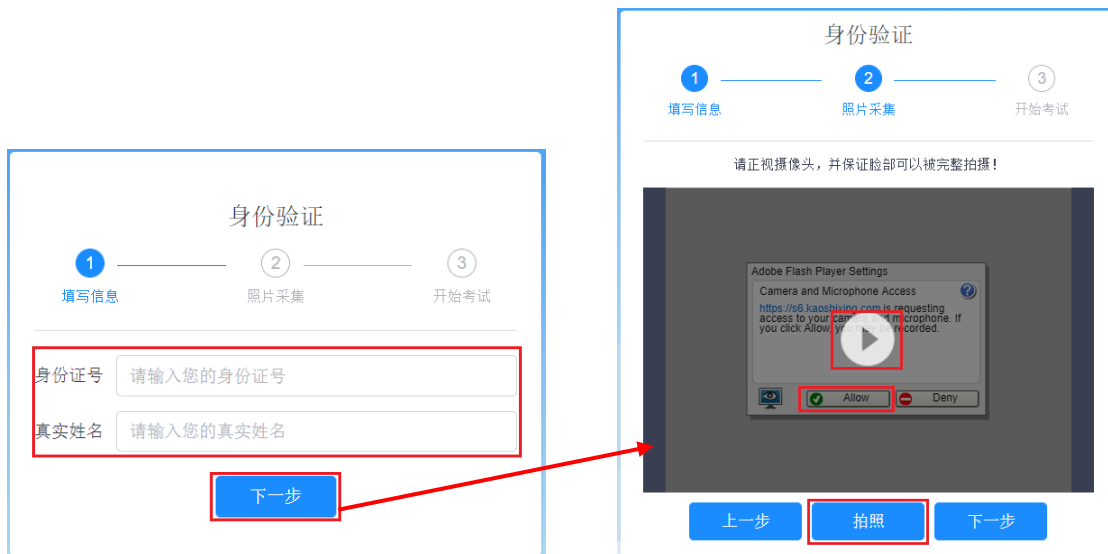 身份验证
1
2
3
填写信息
照片采集
开始考试
身份证号
请输入您的身份证号
真实姓名
请输入您的真实姓名
下一步
身份验证
1
2
3
填写信息
照片采集
开始考试
请正视摄像头，并保证脸部可以被完整拍摄！
Adobe Flash Player Settings
Camera and Microphone Access
?
https://s6.kaoshixing.com is requesting
access to your camera and microphone. If
you click Allow, you may be recorded.
Allow
Deny
上一步
拍照
下一步